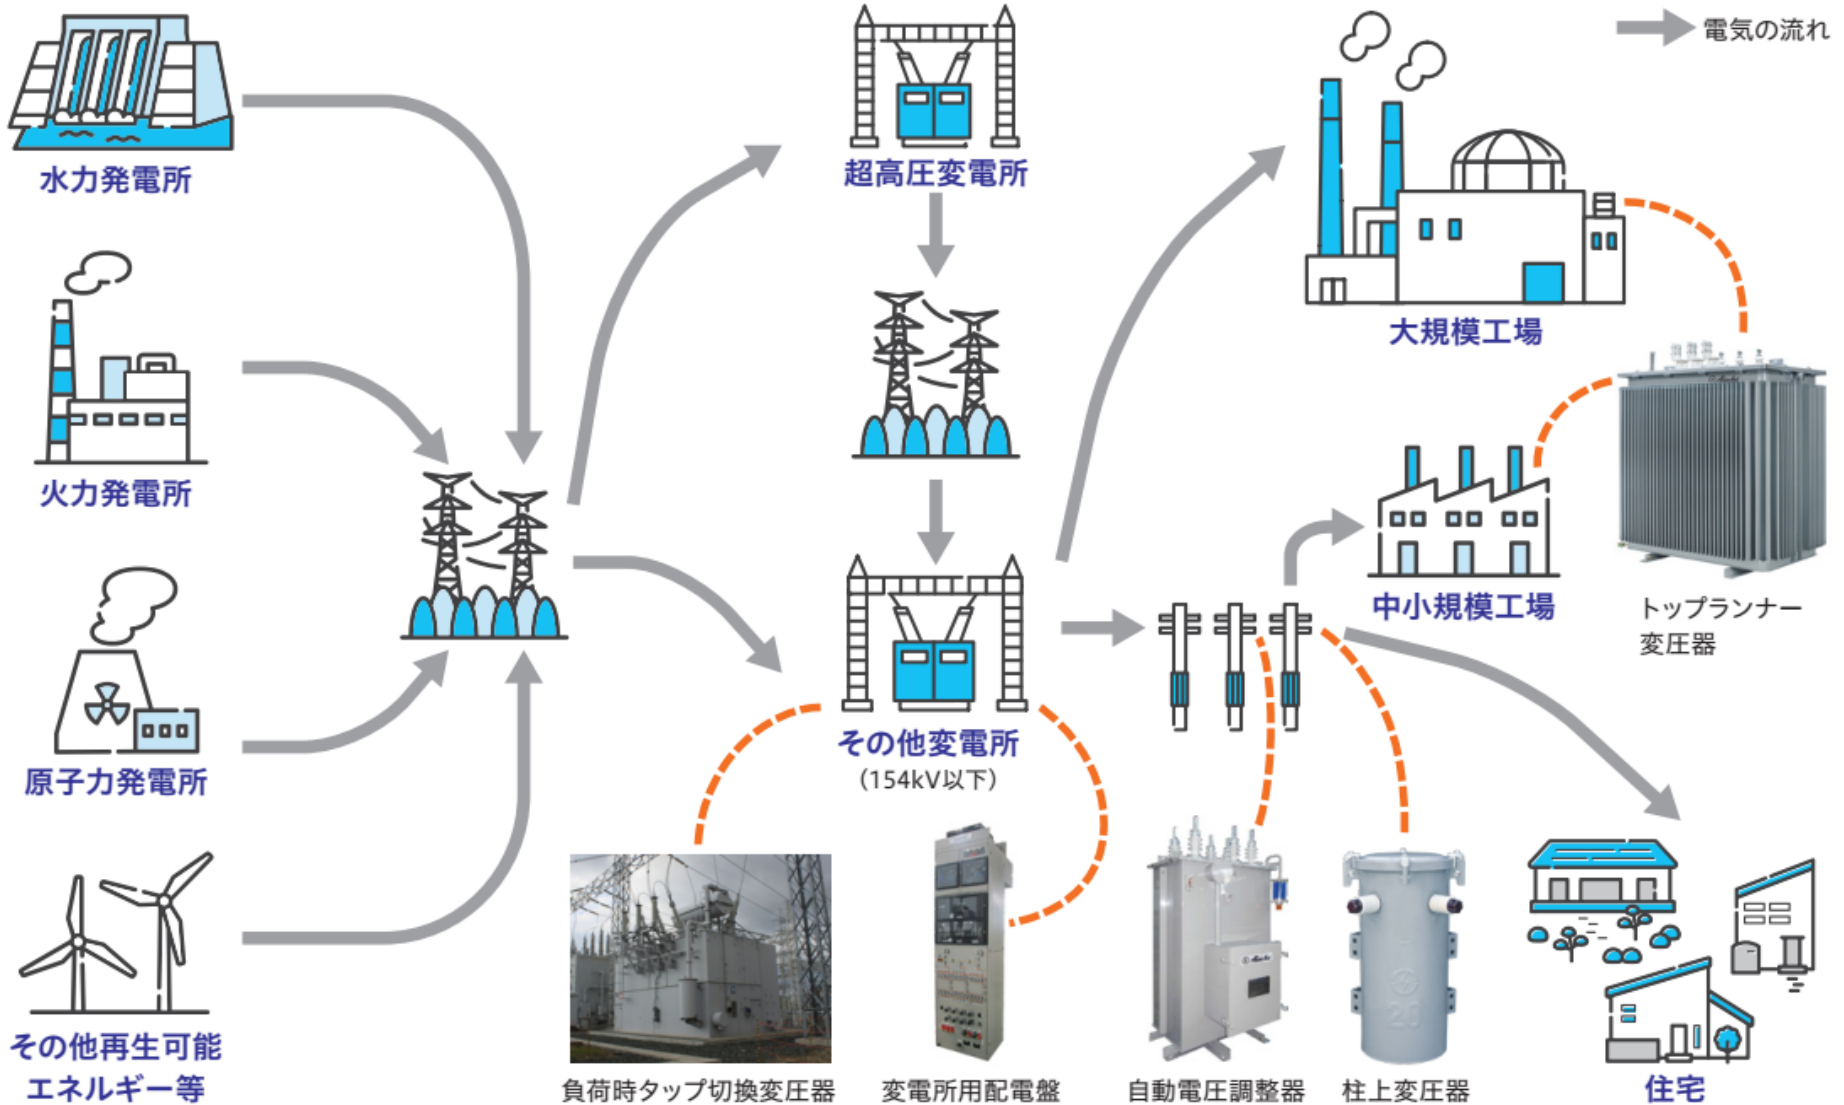 電気の流れ
水力発電所
超高圧変電所
大規模工場
火力発電所
中小規模工場
トップランナー
変圧器
原子力発電所
その他変電所
（154kV以下）
その他再生可能
エネルギー等
負荷時タップ切換変圧器
変電所用配電盤
自動電圧調整器
柱上変圧器
住宅
20